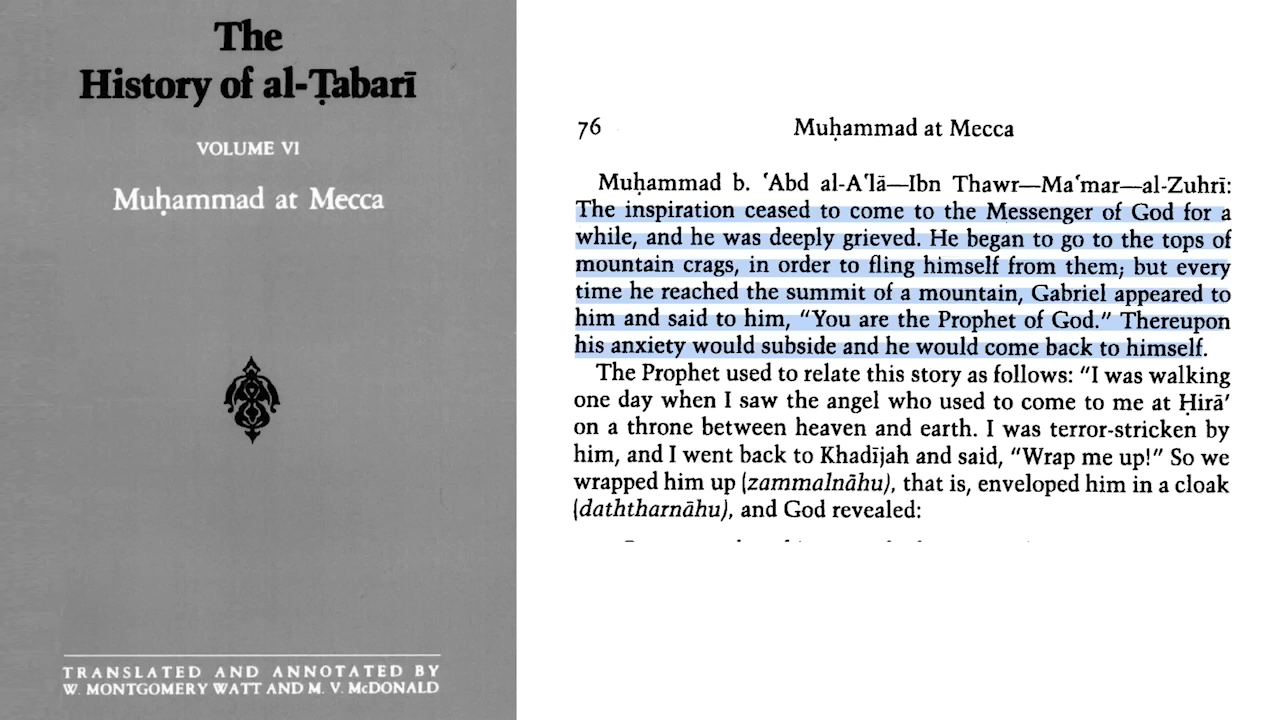 The
History of al-Ṭabarī
VOLUME VI
Muḥammad at Mecca
TRANSLATED AND ANNOTATED BY
W. MONTGOMERY WATT AND M. V. McDONALD
76 Muḥammad at Mecca
Muḥammad b. ʿAbd al-Aʿlā—Ibn Thawr—Maʿmar—al-Zuhrī:
The inspiration ceased to come to the Messenger of God for a
while, and he was deeply grieved. He began to go to the tops of
mountain crags, in order to fling himself from them; but every
time he reached the summit of a mountain, Gabriel appeared to
him and said to him, “You are the Prophet of God.” Thereupon
his anxiety would subside and he would come back to himself.
The Prophet used to relate this story as follows: “I was walking
one day when I saw the angel who used to come to me at Ḥirāʾ
on a throne between heaven and earth. I was terror-stricken by
him, and I went back to Khadījah and said, “Wrap me up!” So we
wrapped him up (zammalnāhu), that is, enveloped him in a cloak
(daththarnāhu), and God revealed: